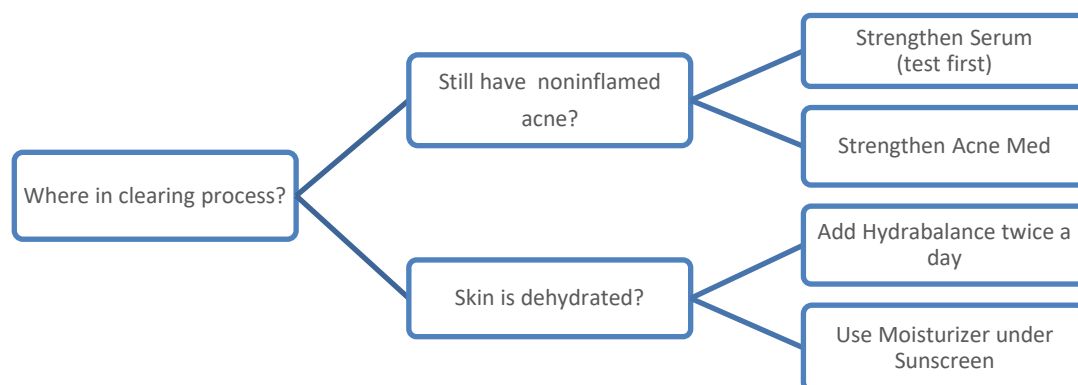 Where in clearing process?
Still have noninflamed
acne?
Strengthen Serum
(test first)
Strengthen Acne Med
Skin is dehydrated?
Add Hydrabalance twice a
day
Use Moisturizer under
Sunscreen